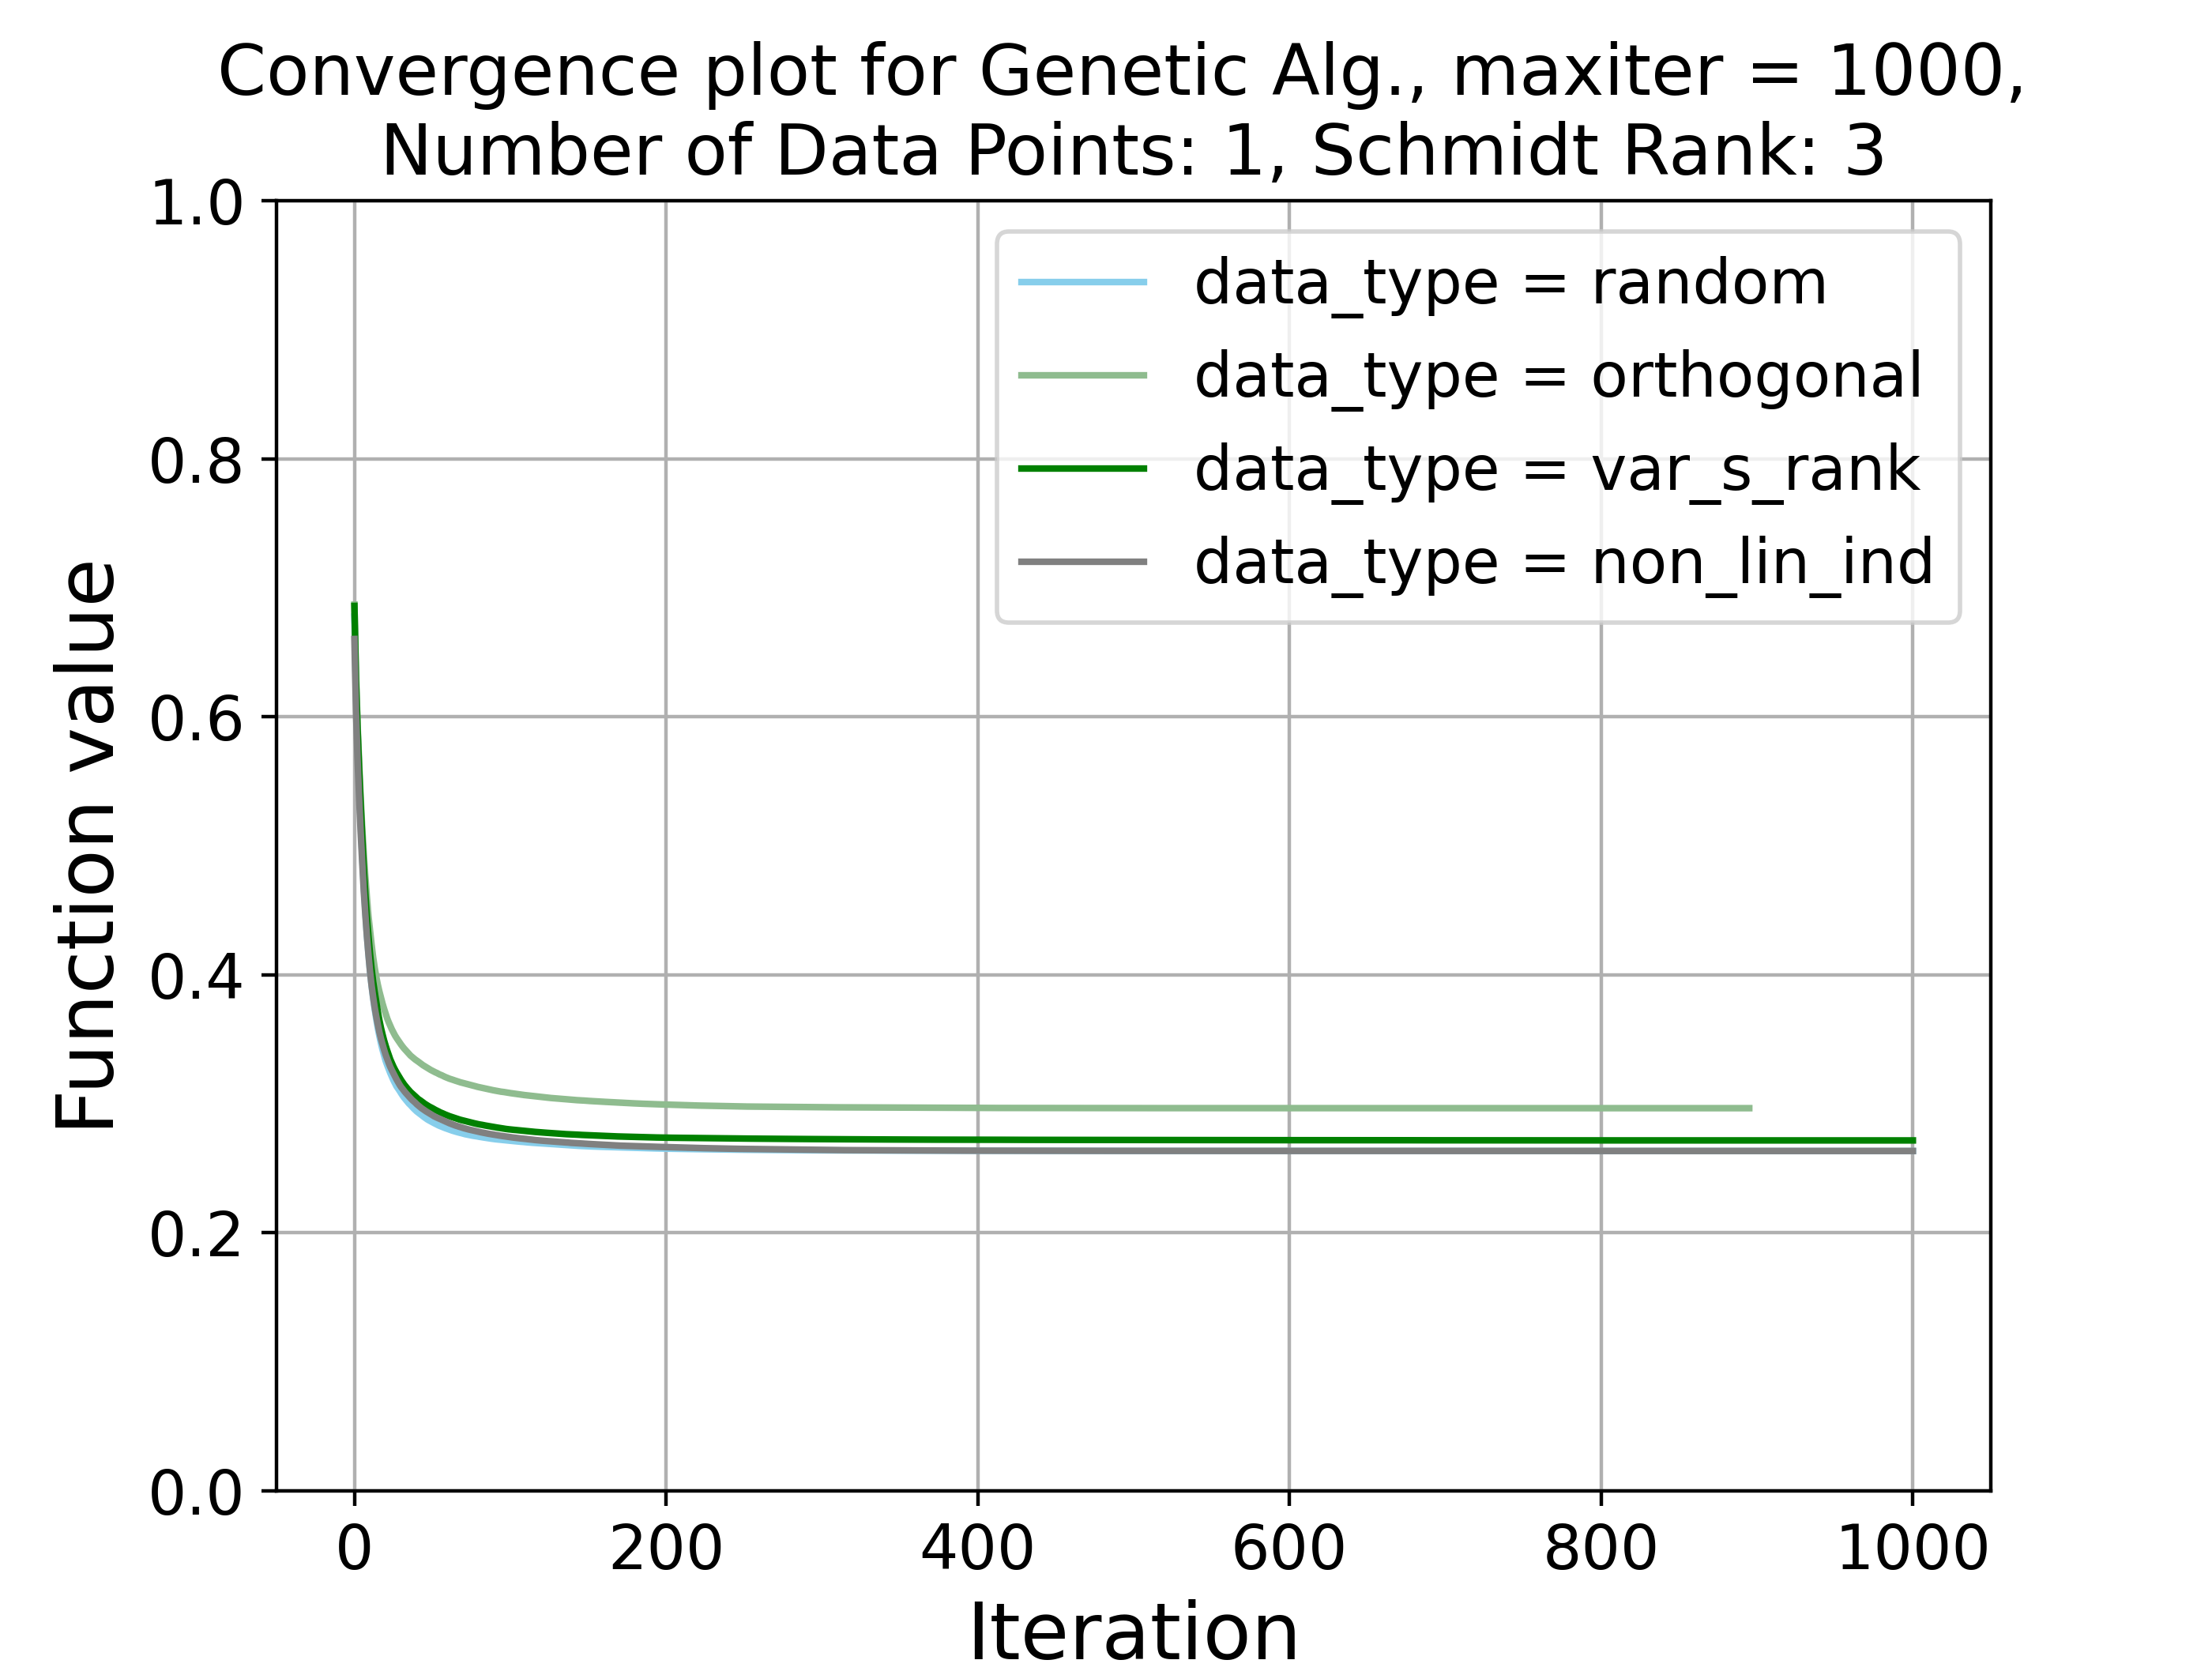 Convergence plot for Genetic Alg., maxiter = 1000,
Number of Data Points: 1, Schmidt Rank: 3
1.0
0.8
0.6
0.4
0.2
0.0
Function value
data_type = random
data_type = orthogonal
data_type = var_s_rank
data_type = non_lin_ind
0 200 400 600 800 1000
Iteration